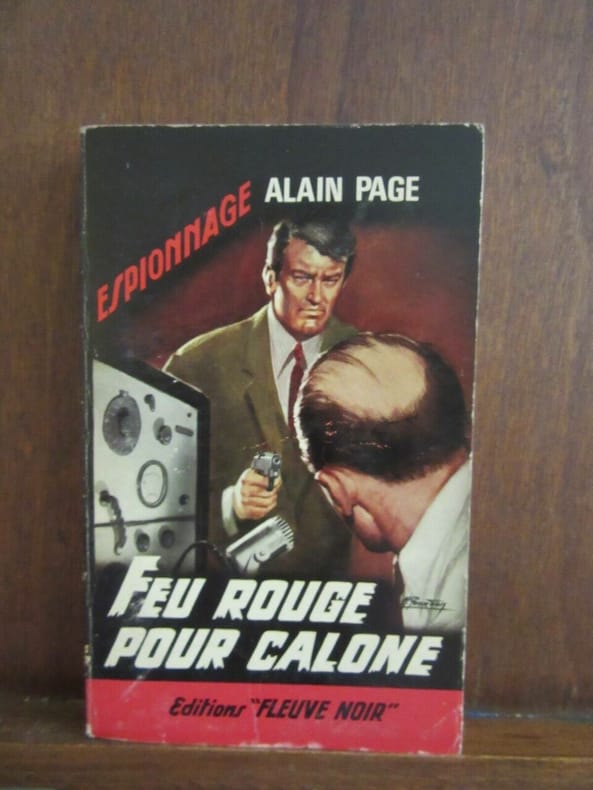 ESPIONNAGE
ALAIN PAGE
FEU ROUGE
POUR CALONE
Editions "FLEUVE NOIR"